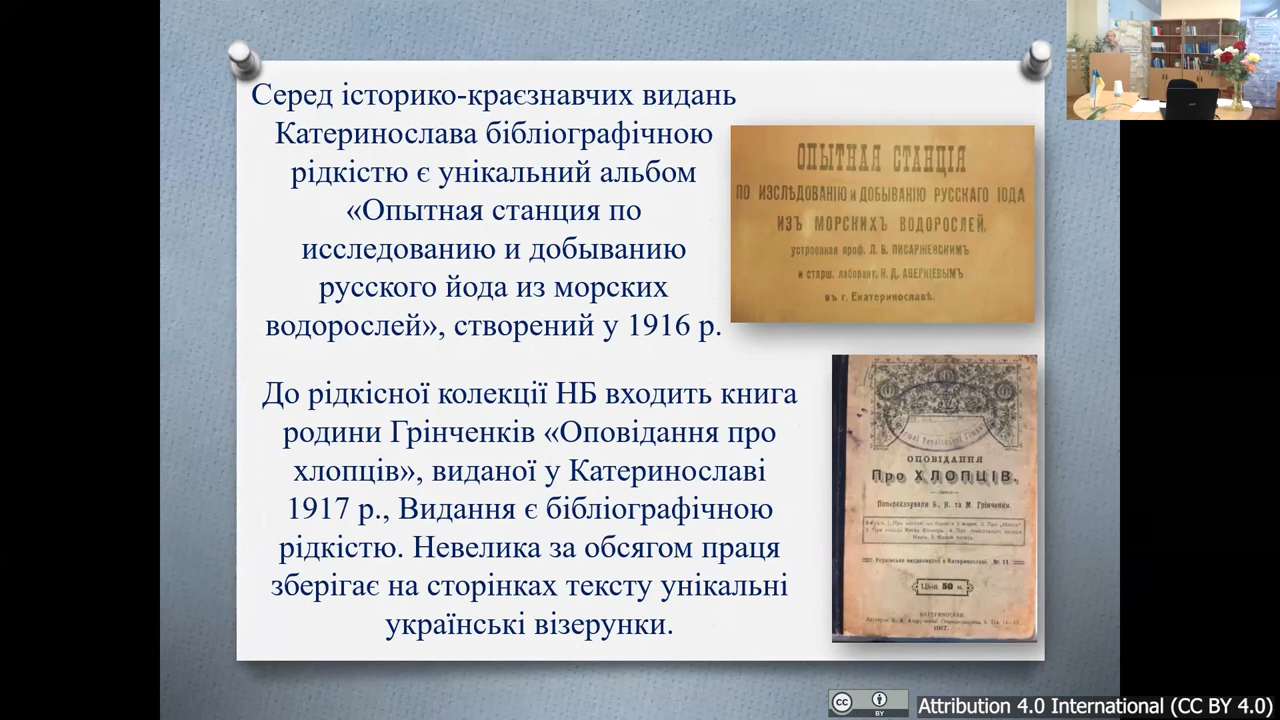 Серед історико-краєзнавчих видань
Катеринослава бібліографічною
рідкістю є унікальний альбом
«Опытная станция по
исследованию и добыванию
русского йода из морских
водорослей», створений у 1916 р.
ОПЫТНАЯ СТАНЦІЯ
ПО ИЗСЛѢДОВАНІЮ и ДОБЫВАНІЮ РУССКАГО ІОДА
ИЗЪ МОРСКИХЪ ВОДОРОСЛЕЙ,
устроенная проф. Л. В. ПИСАРЖЕВСКИМЪ
и старш. лаборант. Н. Д. АВЕРКІЕВЫМЪ
въ г. Екатеринославѣ.
До рідкісної колекції НБ входить книга
родини Грінченків «Оповідання про
хлопців», виданої у Катеринославі
1917 р., Видання є бібліографічною
рідкістю. Невелика за обсягом праця
зберігає на сторінках тексту унікальні
українські візерунки.
ОПОВІДАННЯ
Про ХЛОПЦІВ.
Попереказували Б., Н. та М. Грінченки
Українське видавництво в Катеринославі. № 11.
Ціна 50 к.
КАТЕРИНОСЛАВ.
1917.
CC BY
Attribution 4.0 International (CC BY 4.0)